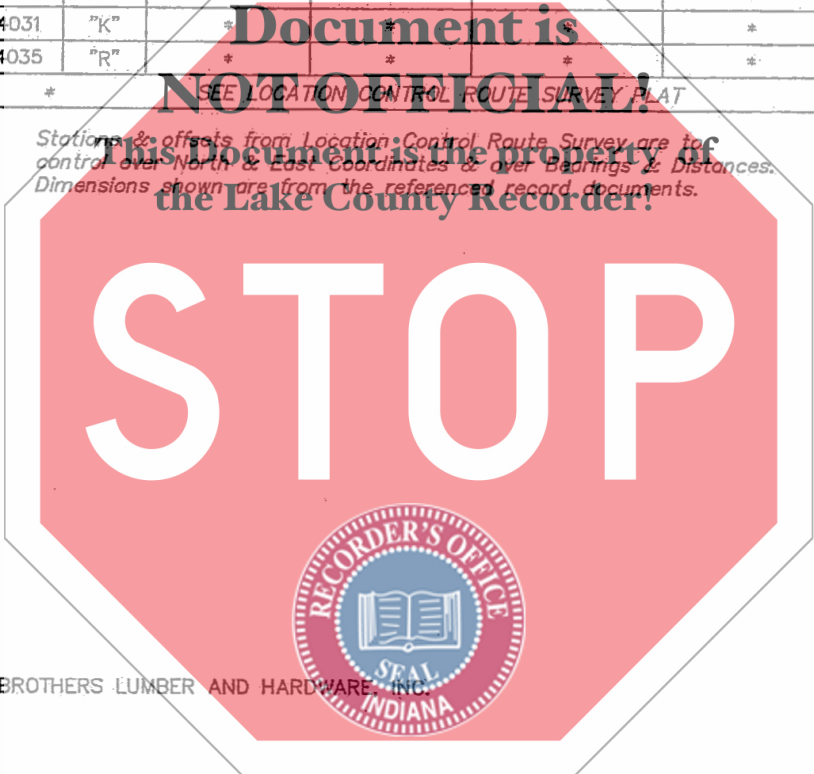 4031 "K" * * * *
4035 "R" * * * *
* SEE LOCATION CONTROL ROUTE SURVEY PLAT
Document is
NOT OFFICIAL!
This Document is the property of
the Lake County Recorder!
Stations & offsets from Location Control Route Survey are to
control over North & East Coordinates & over Bearings & Distances.
Dimensions shown are from the referenced record documents.
STOP
RECORDER'S OFFICE
SEAL
INDIANA
BROTHERS LUMBER AND HARDWARE, INC.